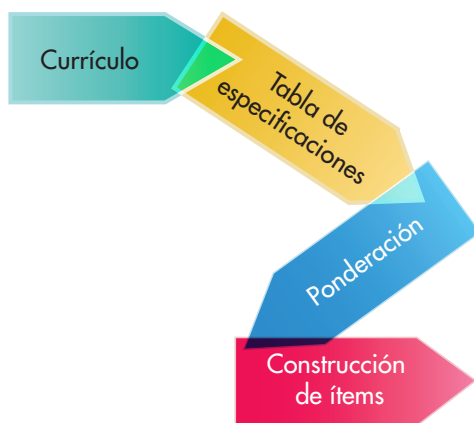 Currículo
Tabla de
especificaciones
Ponderación
Construcción
de ítems